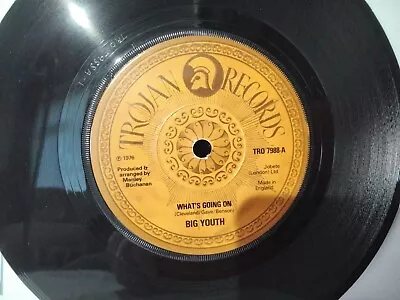 TROJAN RECORDS
℗ 1976
Produced &
arranged by
Manley
Buchanan
TRO 7988-A
Jobete
(London) Ltd.
Made in
England
WHAT'S GOING ON
(Cleveland/Gaye/Benson)
BIG YOUTH